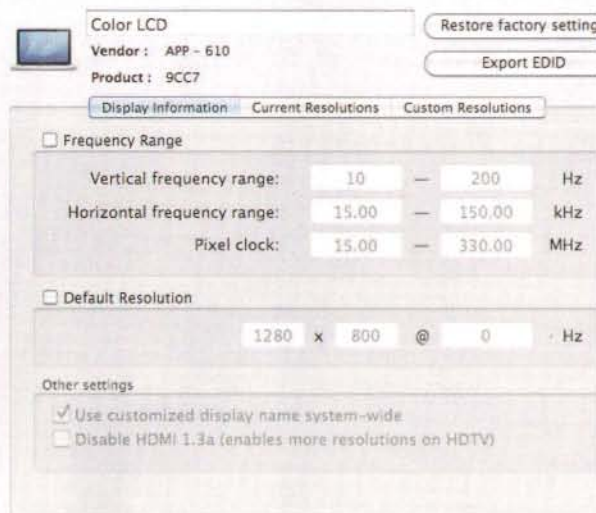 Color LCD
Restore factory setting
Vendor : APP - 610
Export EDID
Product : 9CC7
Display Information Current Resolutions Custom Resolutions
Frequency Range
Vertical frequency range: 10 — 200 Hz
Horizontal frequency range: 15.00 — 150.00 kHz
Pixel clock: 15.00 — 330.00 MHz
Default Resolution
1280 x 800 @ 0 Hz
Other settings
Use customized display name system-wide
Disable HDMI 1.3a (enables more resolutions on HDTV)